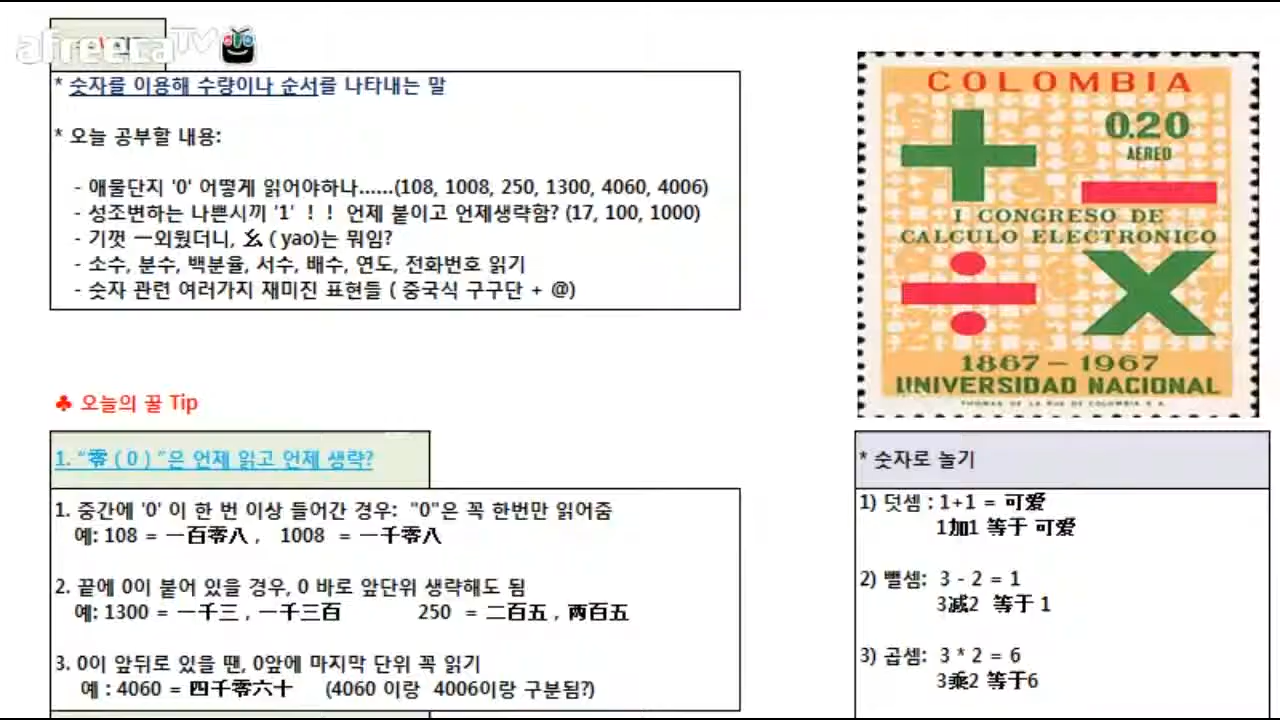 afreecaTV
* 숫자를 이용해 수량이나 순서를 나타내는 말
* 오늘 공부할 내용:
- 애물단지 '0' 어떻게 읽어야하나......(108, 1008, 250, 1300, 4060, 4006)
- 성조변하는 나쁜시끼 '1' ! ! 언제 붙이고 언제생략함? (17, 100, 1000)
- 기껏 一외웠더니, 幺 ( yao)는 뭐임?
- 소수, 분수, 백분율, 서수, 배수, 연도, 전화번호 읽기
- 숫자 관련 여러가지 재미진 표현들 ( 중국식 구구단 + @)
COLOMBIA
0.20
AEREO
I CONGRESO DE
CALCULO ELECTRONICO
1867 - 1967
UNIVERSIDAD NACIONAL
THOMAS DE LA RUE DE COLOMBIA S.A.
♣ 오늘의 꿀 Tip
1. “零 ( 0 ) ”은 언제 읽고 언제 생략?
1. 중간에 '0' 이 한 번 이상 들어간 경우: "0"은 꼭 한번만 읽어줌
예: 108 = 一百零八 , 1008 = 一千零八
2. 끝에 0이 붙어 있을 경우, 0 바로 앞단위 생략해도 됨
예: 1300 = 一千三 , 一千三百 250 = 二百五 , 两百五
3. 0이 앞뒤로 있을 땐, 0앞에 마지막 단위 꼭 읽기
예 : 4060 = 四千零六十 (4060 이랑 4006이랑 구분됨?)
* 숫자로 놀기
1) 덧셈 : 1+1 = 可爱
1加1 等于 可爱
2) 뺄셈: 3 - 2 = 1
3减2 等于 1
3) 곱셈: 3 * 2 = 6
3乘2 等于6